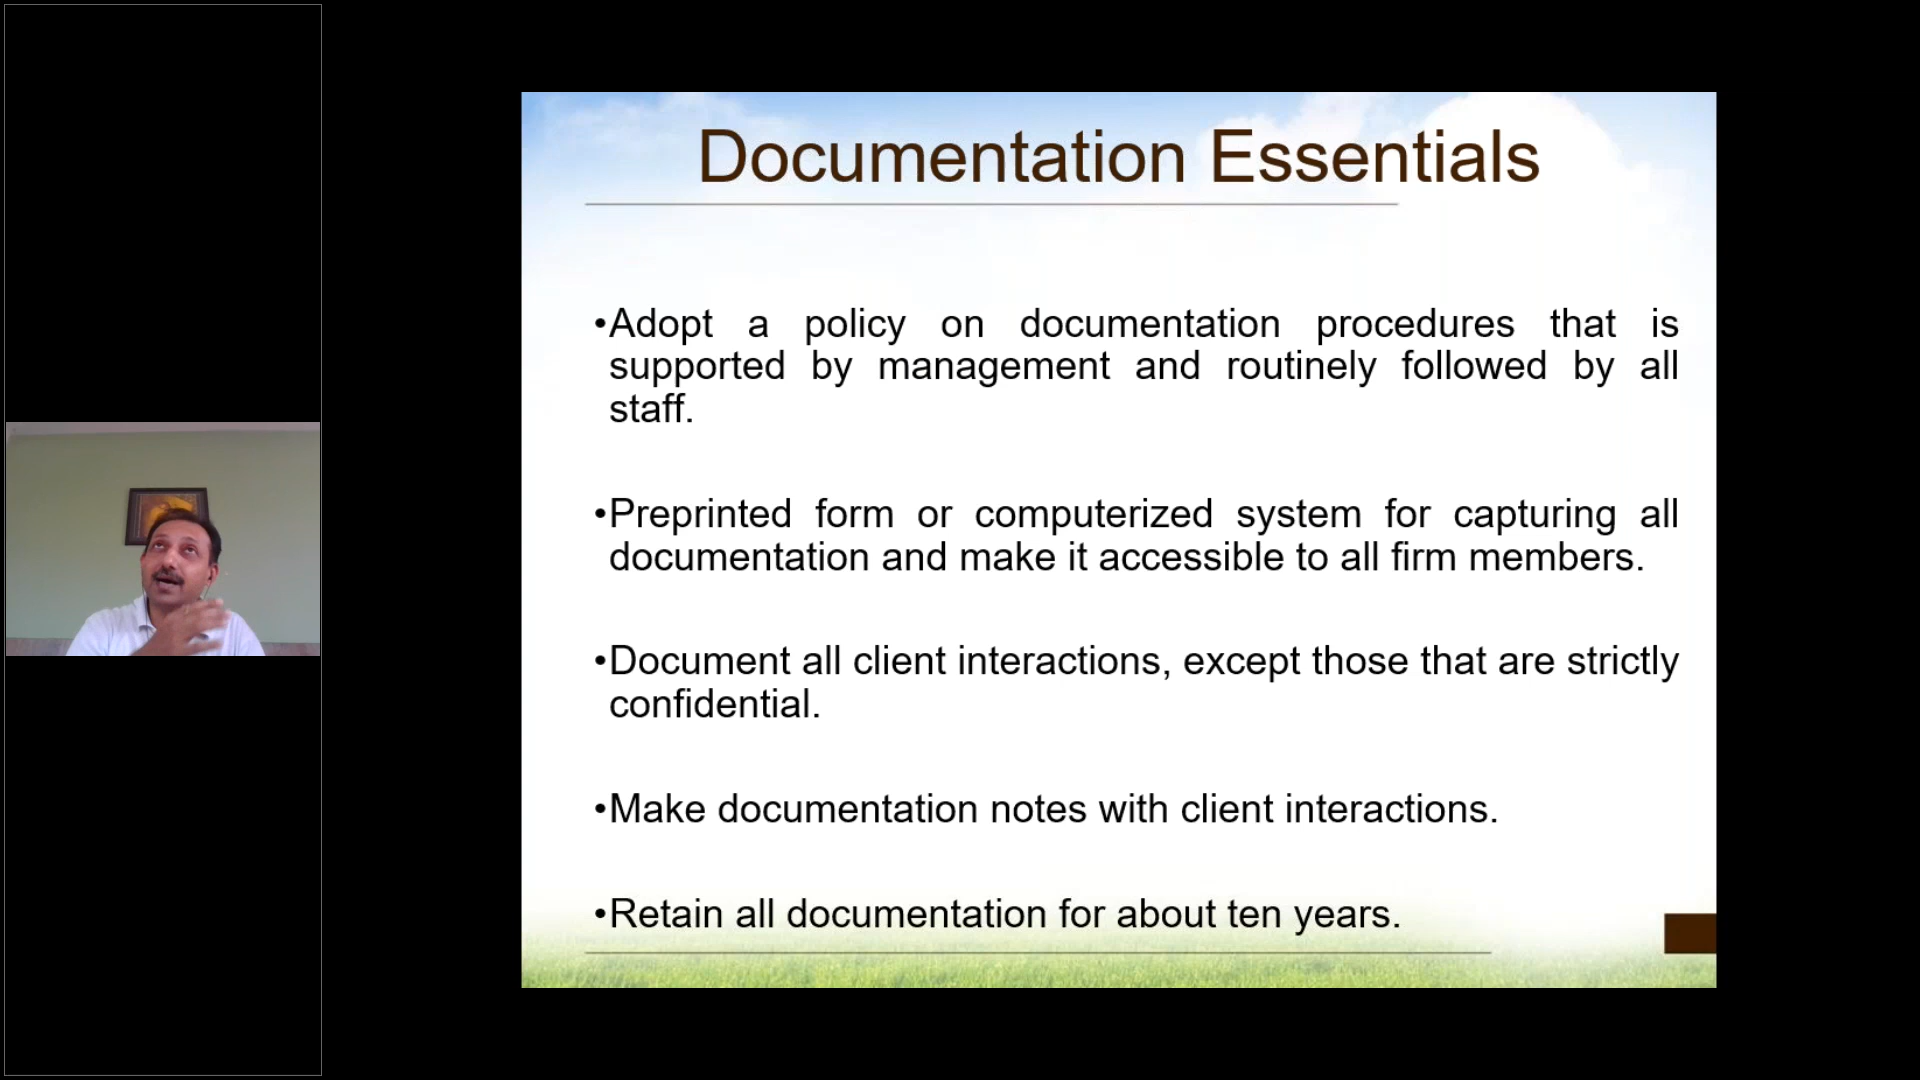 Documentation Essentials
•Adopt a policy on documentation procedures that is
supported by management and routinely followed by all
staff.
•Preprinted form or computerized system for capturing all
documentation and make it accessible to all firm members.
•Document all client interactions, except those that are strictly
confidential.
•Make documentation notes with client interactions.
•Retain all documentation for about ten years.